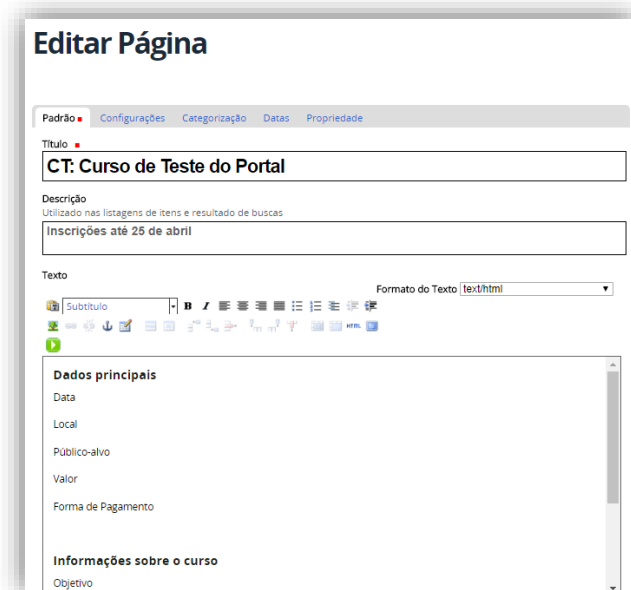 Editar Página
Padrão Configurações Categorização Datas Propriedade
Título
CT: Curso de Teste do Portal
Descrição
Utilizado nas listagens de itens e resultado de buscas
Inscrições até 25 de abril
Texto
Formato do Texto text/html
Subtítulo B I
HTML
Dados principais
Data
Local
Público-alvo
Valor
Forma de Pagamento
Informações sobre o curso
Objetivo